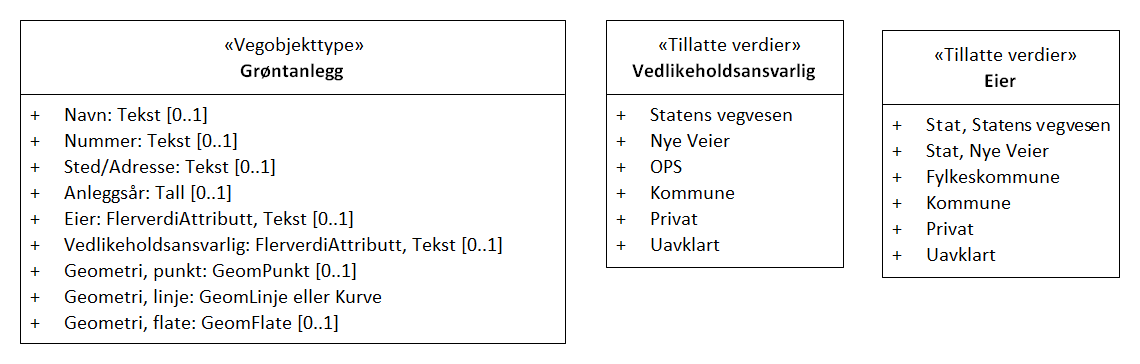 «Vegobjekttype»
Grøntanlegg
+ Navn: Tekst [0..1]
+ Nummer: Tekst [0..1]
+ Sted/Adresse: Tekst [0..1]
+ Anleggsår: Tall [0..1]
+ Eier: FlerverdiAttributt, Tekst [0..1]
+ Vedlikeholdsansvarlig: FlerverdiAttributt, Tekst [0..1]
+ Geometri, punkt: GeomPunkt [0..1]
+ Geometri, linje: GeomLinje eller Kurve
+ Geometri, flate: GeomFlate [0..1]
«Tillatte verdier»
Vedlikeholdsansvarlig
+ Statens vegvesen
+ Nye Veier
+ OPS
+ Kommune
+ Privat
+ Uavklart
«Tillatte verdier»
Eier
+ Stat, Statens vegvesen
+ Stat, Nye Veier
+ Fylkeskommune
+ Kommune
+ Privat
+ Uavklart